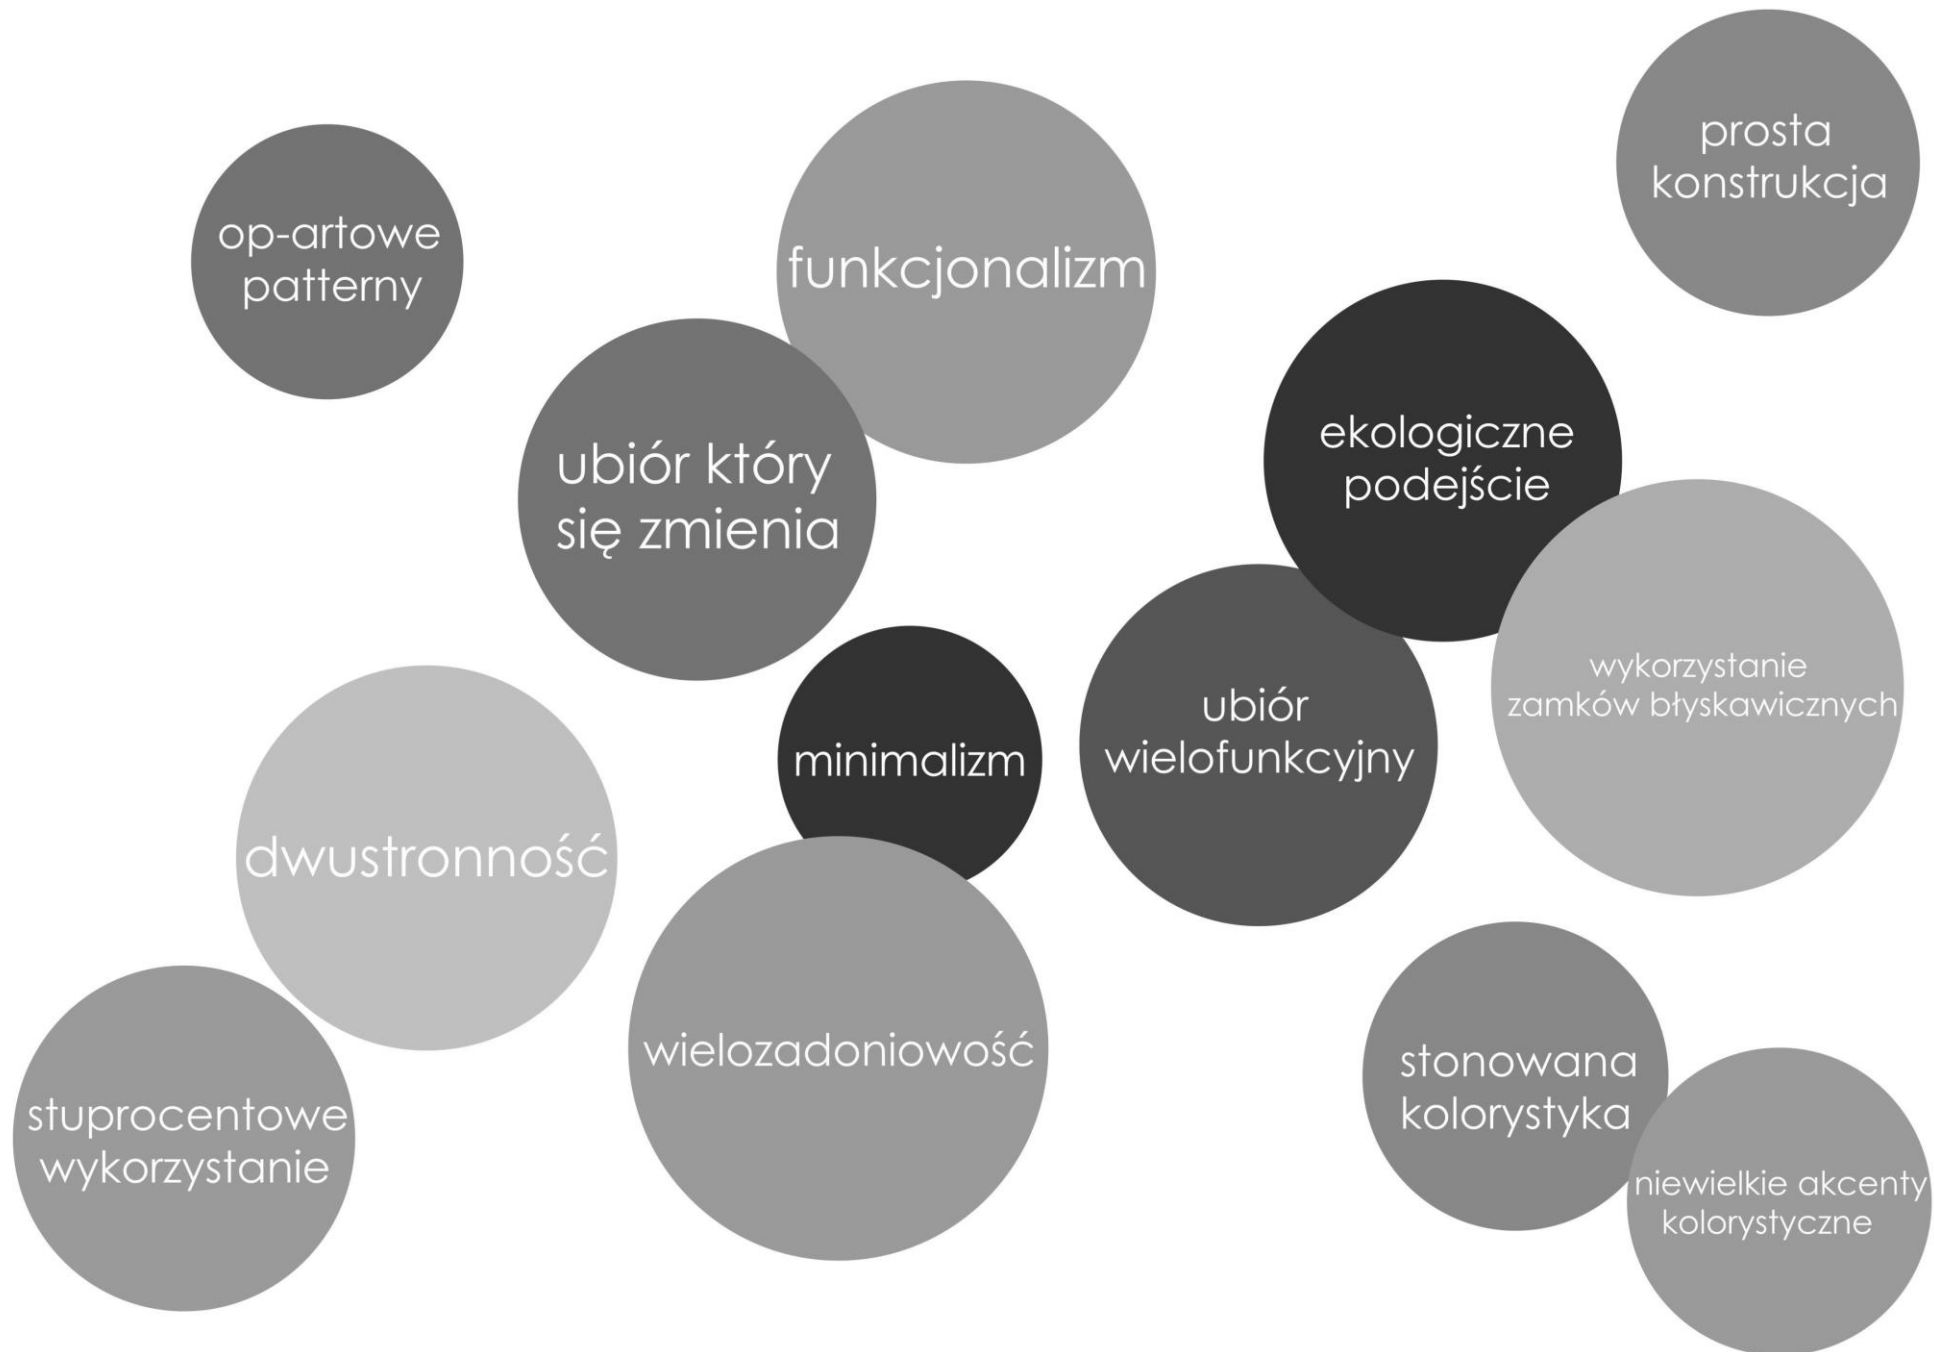 prosta
konstrukcja
op-artowe
patterny
funkcjonalizm
ubiór który
się zmienia
ekologiczne
podejście
wykorzystanie
zamków błyskawicznych
ubiór
wielofunkcyjny
minimalizm
dwustronność
wielozadoniowość
stuprocentowe
wykorzystanie
stonowana
kolorystyka
niewielkie akcenty
kolorystyczne